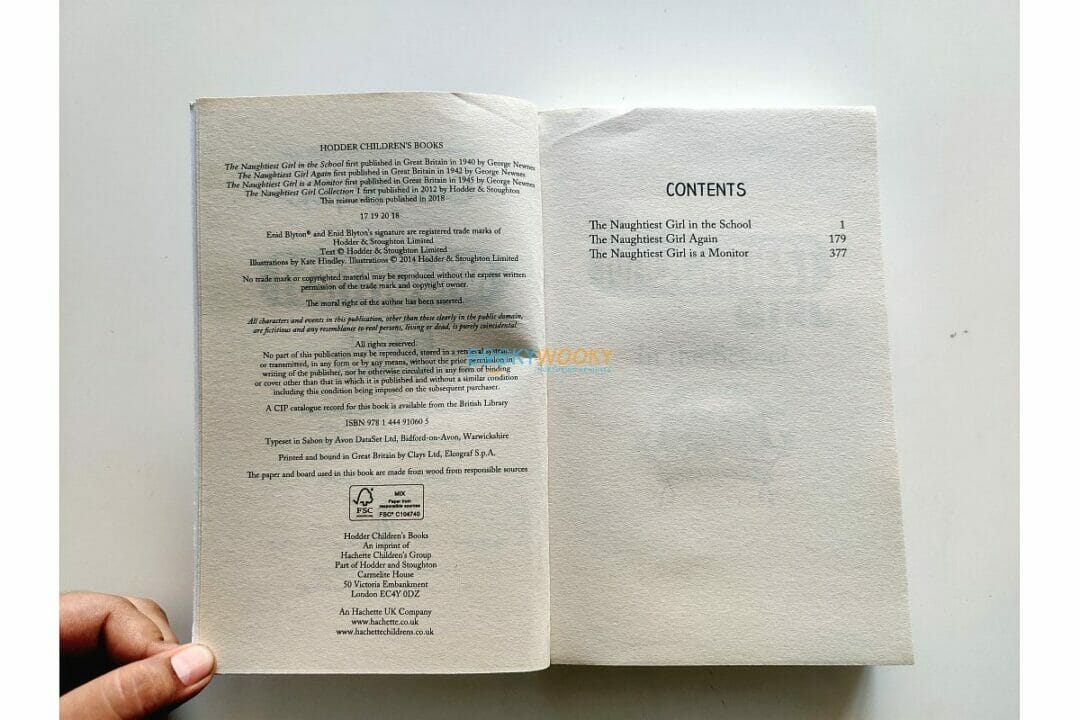 HODDER CHILDREN'S BOOKS
The Naughtiest Girl in the School first published in Great Britain in 1940 by George Newnes
The Naughtiest Girl Again first published in Great Britain in 1942 by George Newnes
The Naughtiest Girl is a Monitor first published in Great Britain in 1945 by George Newnes
The Naughtiest Girl Collection 1 first published in 2012 by Hodder & Stoughton
This reissue edition published in 2018
17 19 20 18
Enid Blyton® and Enid Blyton's signature are registered trade marks of
Hodder & Stoughton Limited
Text © Hodder & Stoughton Limited
Illustrations by Kate Hindley. Illustrations © 2014 Hodder & Stoughton Limited
No trade mark or copyrighted material may be reproduced without the express written
permission of the trade mark and copyright owner.
The moral right of the author has been asserted.
All characters and events in this publication, other than those clearly in the public domain,
are fictitious and any resemblance to real persons, living or dead, is purely coincidental
All rights reserved.
No part of this publication may be reproduced, stored in a retrieval system,
or transmitted, in any form or by any means, without the prior permission in
writing of the publisher, nor be otherwise circulated in any form of binding
or cover other than that in which it is published and without a similar condition
including this condition being imposed on the subsequent purchaser.
A CIP catalogue record for this book is available from the British Library
ISBN 978 1 444 91060 5
Typeset in Sabon by Avon DataSet Ltd, Bidford-on-Avon, Warwickshire
Printed and bound in Great Britain by Clays Ltd, Elcograf S.p.A.
The paper and board used in this book are made from wood from responsible sources
FSC
MIX
Paper from
responsible sources
FSC® C104740
Hodder Children's Books
An imprint of
Hachette Children's Group
Part of Hodder and Stoughton
Carmelite House
50 Victoria Embankment
London EC4Y 0DZ
An Hachette UK Company
www.hachette.co.uk
www.hachettechildrens.co.uk
CONTENTS
The Naughtiest Girl in the School 1
The Naughtiest Girl Again 179
The Naughtiest Girl is a Monitor 377